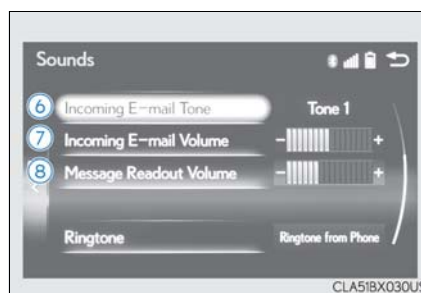 Sounds
6 Incoming E-mail Tone Tone 1
7 Incoming E-mail Volume - +
8 Message Readout Volume - +
Ringtone Ringtone from Phone
CLA51BX030US